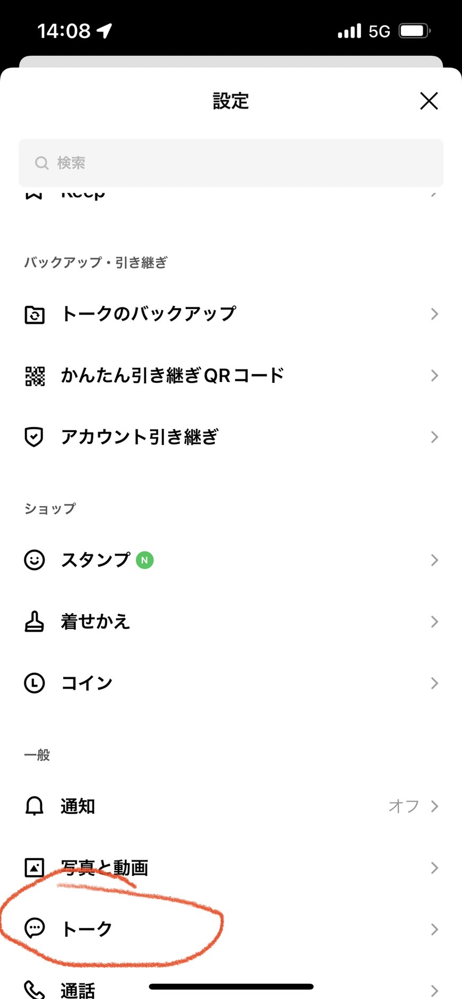 14:08 5G
設定
検索
Keep
バックアップ・引き継ぎ
トークのバックアップ
かんたん引き継ぎQRコード
アカウント引き継ぎ
ショップ
スタンプ N
着せかえ
コイン
一般
通知 オフ
写真と動画
トーク
通話